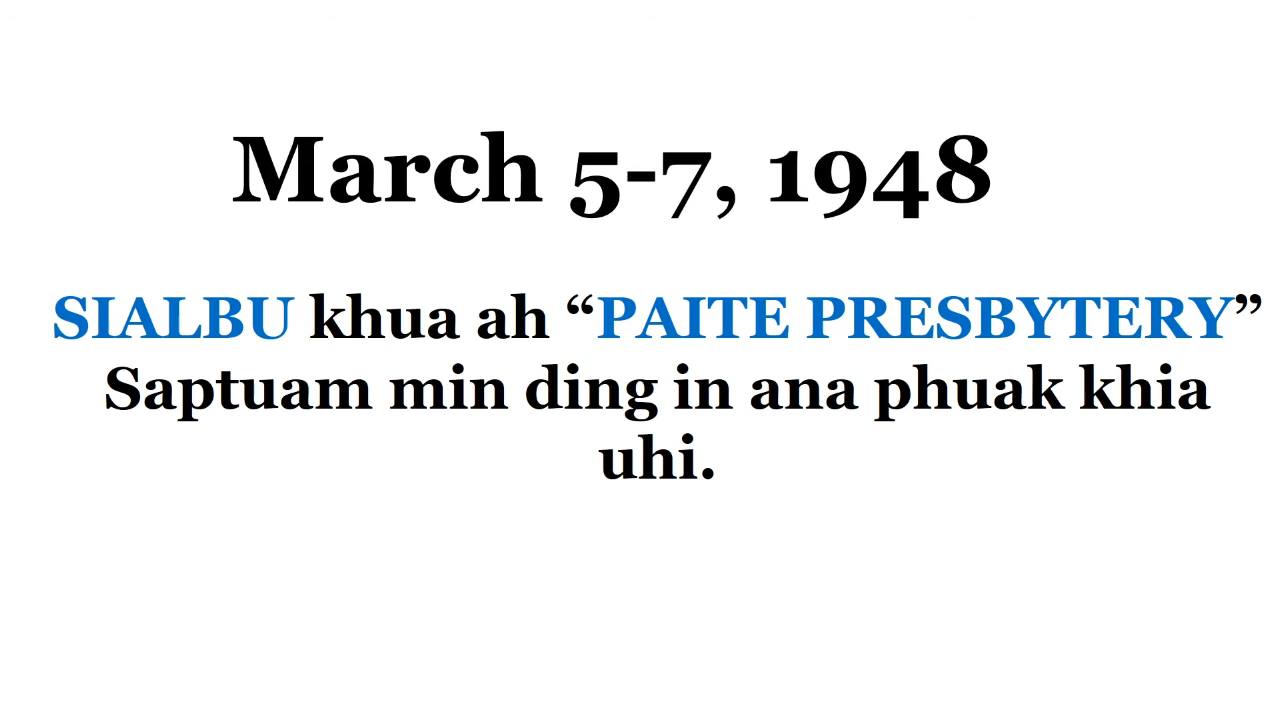 March 5-7, 1948
SIALBU khua ah “PAITE PRESBYTERY”
Saptuam min ding in ana phuak khia
uhi.